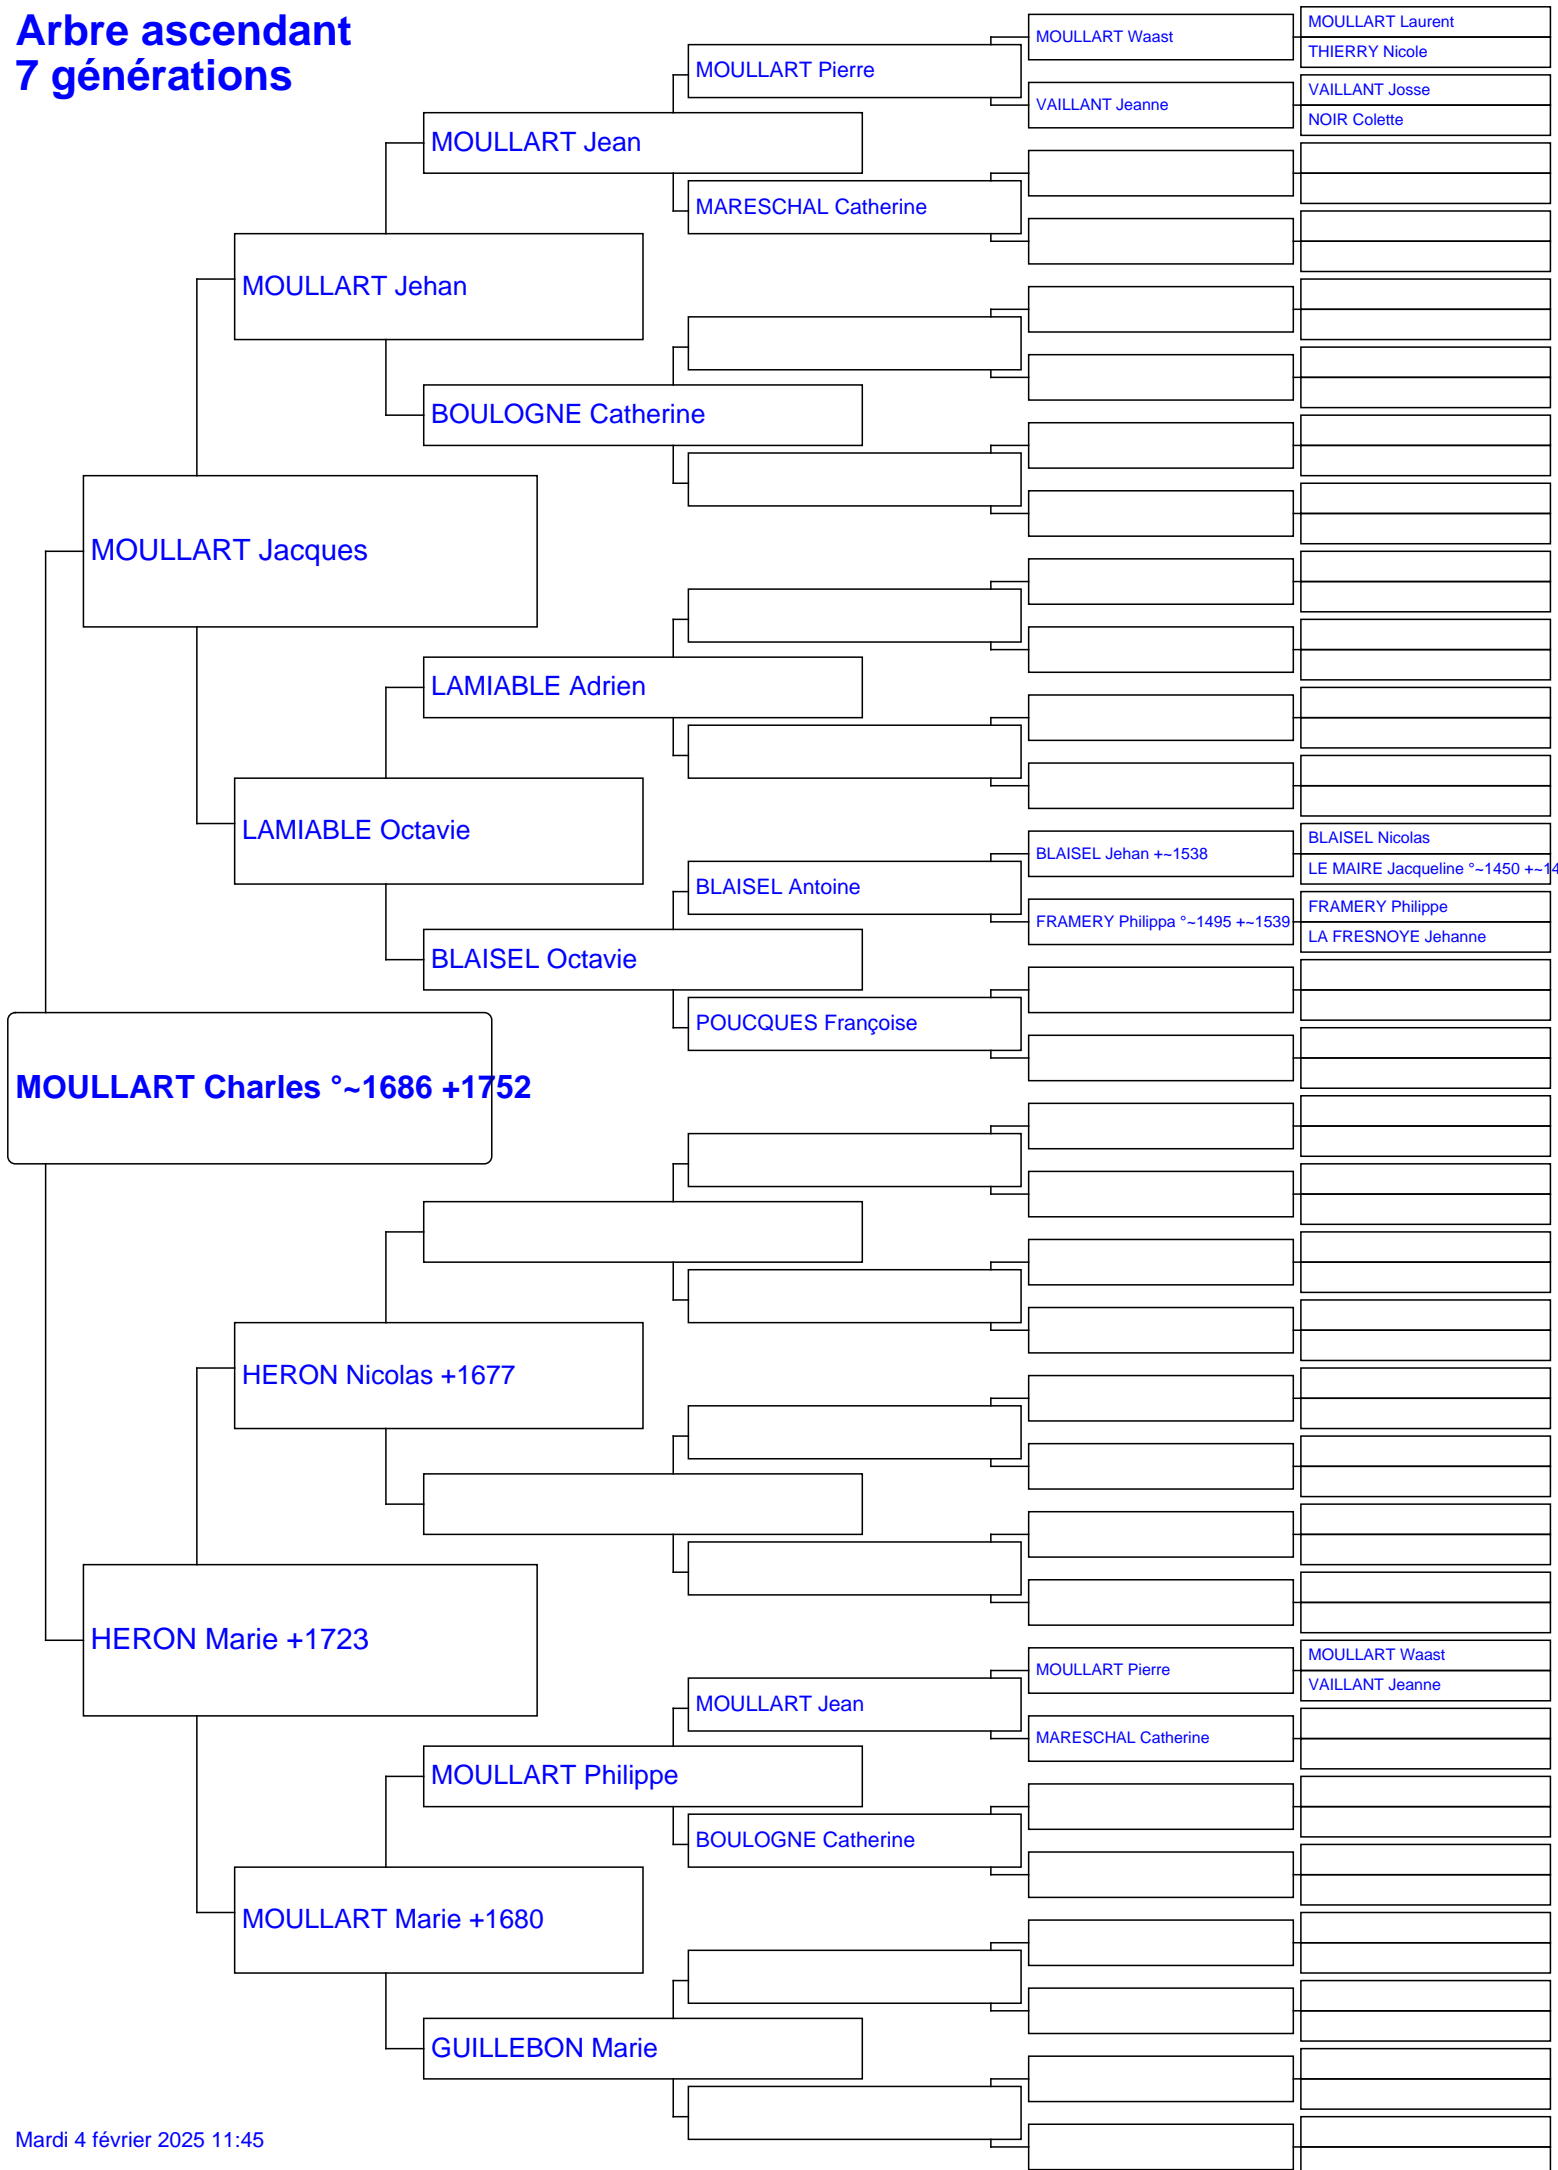 Arbre ascendant
7 générations
MOULLART Laurent
MOULLART Waast
THIERRY Nicole
MOULLART Pierre
VAILLANT Josse
VAILLANT Jeanne
NOIR Colette
MOULLART Jean
MARESCHAL Catherine
MOULLART Jehan
BOULOGNE Catherine
MOULLART Jacques
LAMIABLE Adrien
LAMIABLE Octavie
BLAISEL Nicolas
BLAISEL Jehan +~1538
LE MAIRE Jacqueline °~1450 +~14
BLAISEL Antoine
FRAMERY Philippe
FRAMERY Philippa °~1495 +~1539
LA FRESNOYE Jehanne
BLAISEL Octavie
POUCQUES Françoise
MOULLART Charles °~1686 +1752
HERON Nicolas +1677
HERON Marie +1723
MOULLART Waast
MOULLART Pierre
VAILLANT Jeanne
MOULLART Jean
MARESCHAL Catherine
MOULLART Philippe
BOULOGNE Catherine
MOULLART Marie +1680
GUILLEBON Marie
Mardi 4 février 2025 11:45